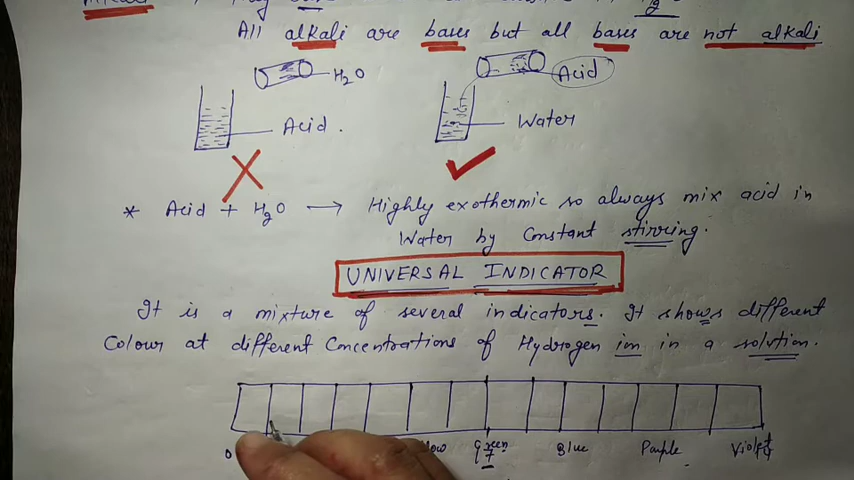 All alkali are bases but all bases are not alkali
H2O
Acid
Acid.
Water
* Acid + H2O → Highly exothermic so always mix acid in
Water by Constant stirring.
UNIVERSAL INDICATOR
It is a mixture of several indicators. It shows different
Colour at different Concentrations of Hydrogen ion in a solution.
0 Green Blue Purple Violet
7